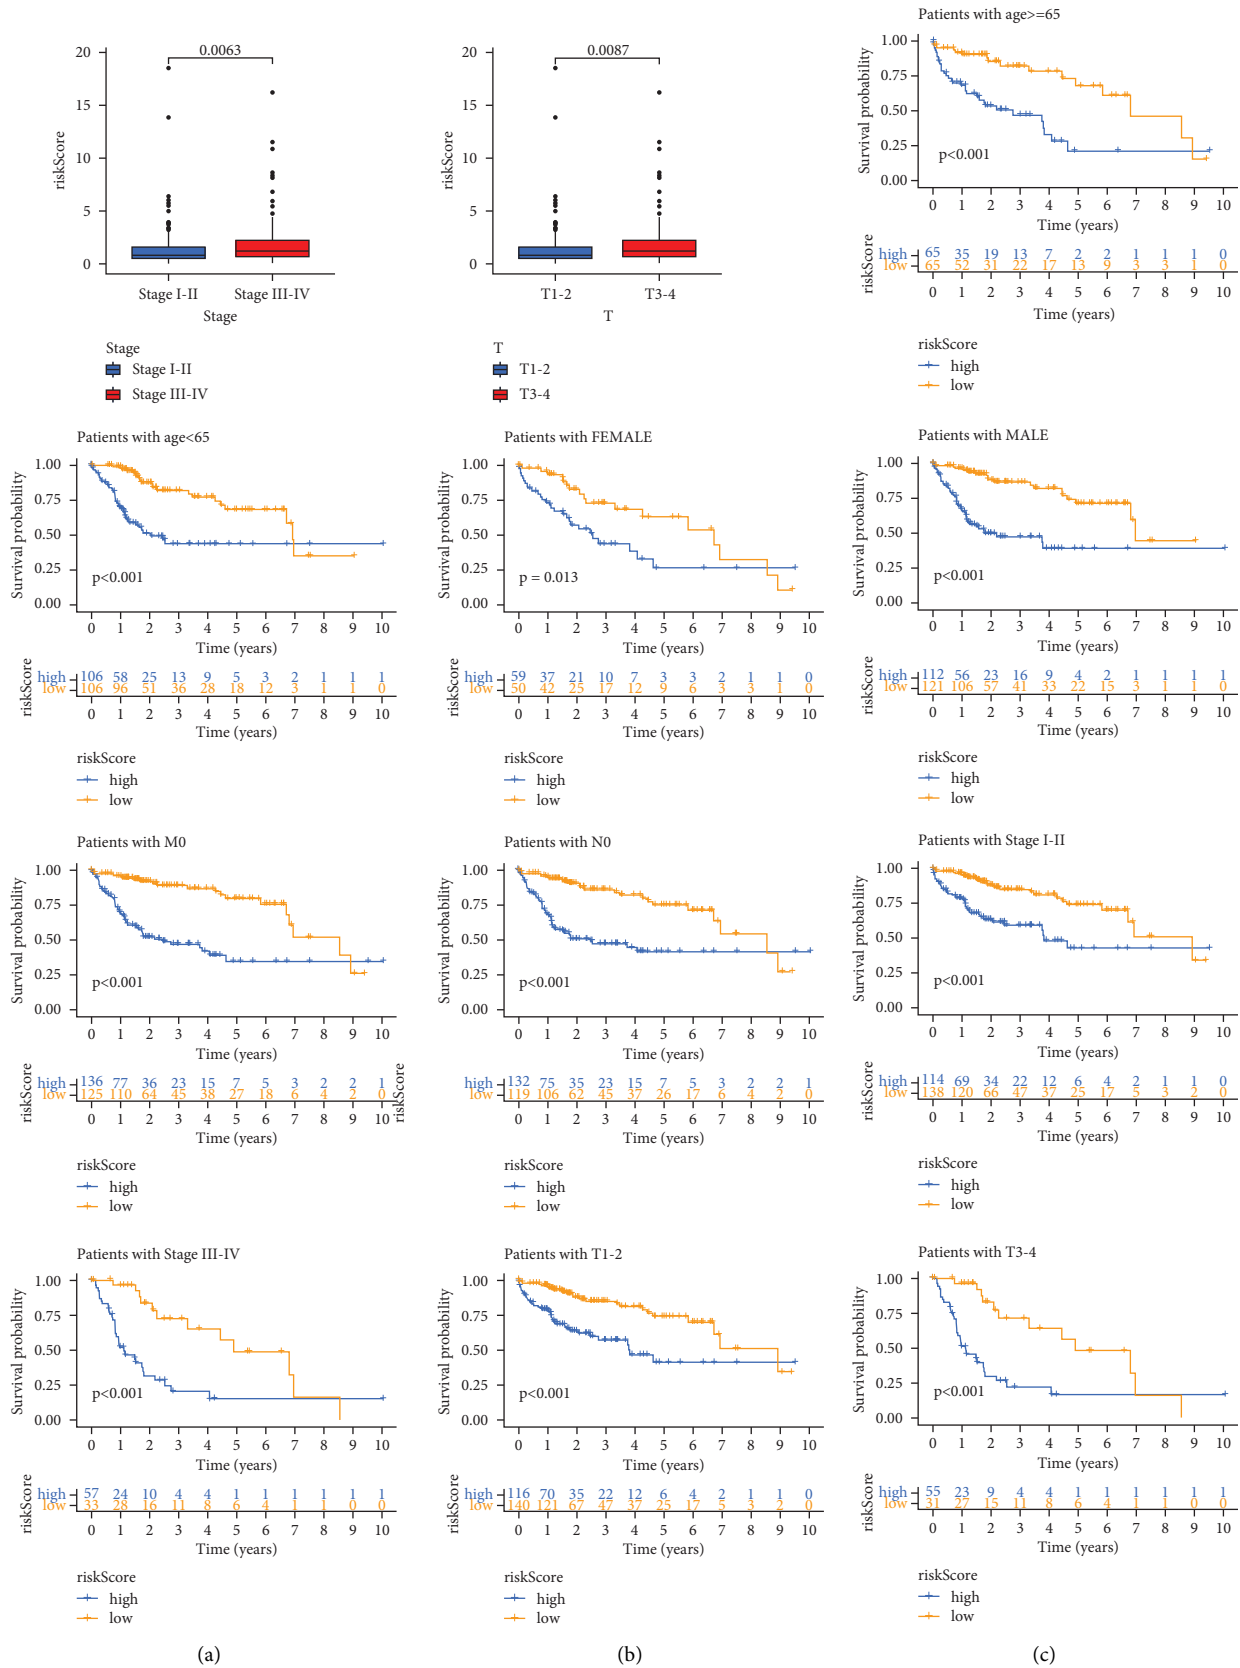 20
15
10
5
0
riskScore
0.0063
Stage I-II Stage III-IV
Stage
Stage
Stage I-II
Stage III-IV
20
15
10
5
0
riskScore
0.0087
T1-2 T3-4
T
T
T1-2
T3-4
Patients with age>=65
1.00
0.75
0.50
0.25
0.00
Survival probability
p<0.001
0 1 2 3 4 5 6 7 8 9 10
Time (years)
riskScore
high 65 35 19 13 7 2 2 1 1 1 0
low 65 52 31 22 17 13 9 3 3 1 0
0 1 2 3 4 5 6 7 8 9 10
Time (years)
riskScore
high
low
Patients with age<65
1.00
0.75
0.50
0.25
0.00
Survival probability
p<0.001
0 1 2 3 4 5 6 7 8 9 10
Time (years)
riskScore
high 106 58 25 13 9 5 3 2 1 1 1
low 106 96 51 36 28 18 12 3 1 1 0
0 1 2 3 4 5 6 7 8 9 10
Time (years)
riskScore
high
low
Patients with FEMALE
1.00
0.75
0.50
0.25
0.00
Survival probability
p = 0.013
0 1 2 3 4 5 6 7 8 9 10
Time (years)
riskScore
high 59 37 21 10 7 3 3 2 1 1 0
low 50 42 25 17 12 9 6 3 3 1 0
0 1 2 3 4 5 6 7 8 9 10
Time (years)
riskScore
high
low
Patients with MALE
1.00
0.75
0.50
0.25
0.00
Survival probability
p<0.001
0 1 2 3 4 5 6 7 8 9 10
Time (years)
riskScore
high 112 56 23 16 9 4 2 1 1 1 1
low 121 106 57 41 33 22 15 3 1 1 0
0 1 2 3 4 5 6 7 8 9 10
Time (years)
riskScore
high
low
Patients with M0
1.00
0.75
0.50
0.25
0.00
Survival probability
p<0.001
0 1 2 3 4 5 6 7 8 9 10
Time (years)
riskScore
high 136 77 36 23 15 7 5 3 2 2 1
low 125 110 64 45 38 27 18 6 4 2 0
0 1 2 3 4 5 6 7 8 9 10
Time (years)
riskScore
high
low
Patients with N0
1.00
0.75
0.50
0.25
0.00
Survival probability
p<0.001
0 1 2 3 4 5 6 7 8 9 10
Time (years)
riskScore
high 132 75 35 23 15 7 5 3 2 2 1
low 119 106 62 45 37 26 17 6 4 2 0
0 1 2 3 4 5 6 7 8 9 10
Time (years)
riskScore
high
low
Patients with Stage I-II
1.00
0.75
0.50
0.25
0.00
Survival probability
p<0.001
0 1 2 3 4 5 6 7 8 9 10
Time (years)
riskScore
high 114 69 34 22 12 6 4 2 1 1 0
low 138 120 66 47 37 25 17 5 3 2 0
0 1 2 3 4 5 6 7 8 9 10
Time (years)
riskScore
high
low
Patients with Stage III-IV
1.00
0.75
0.50
0.25
0.00
Survival probability
p<0.001
0 1 2 3 4 5 6 7 8 9 10
Time (years)
riskScore
high 57 24 10 4 4 1 1 1 1 1 1
low 33 28 16 11 8 6 4 1 1 0 0
0 1 2 3 4 5 6 7 8 9 10
Time (years)
riskScore
high
low
Patients with T1-2
1.00
0.75
0.50
0.25
0.00
Survival probability
p<0.001
0 1 2 3 4 5 6 7 8 9 10
Time (years)
riskScore
high 116 70 35 22 12 6 4 2 1 1 0
low 140 121 67 47 37 25 17 5 3 2 0
0 1 2 3 4 5 6 7 8 9 10
Time (years)
riskScore
high
low
Patients with T3-4
1.00
0.75
0.50
0.25
0.00
Survival probability
p<0.001
0 1 2 3 4 5 6 7 8 9 10
Time (years)
riskScore
high 55 23 9 4 4 1 1 1 1 1 1
low 31 27 15 11 8 6 4 1 1 0 0
0 1 2 3 4 5 6 7 8 9 10
Time (years)
riskScore
high
low
(a) (b) (c)